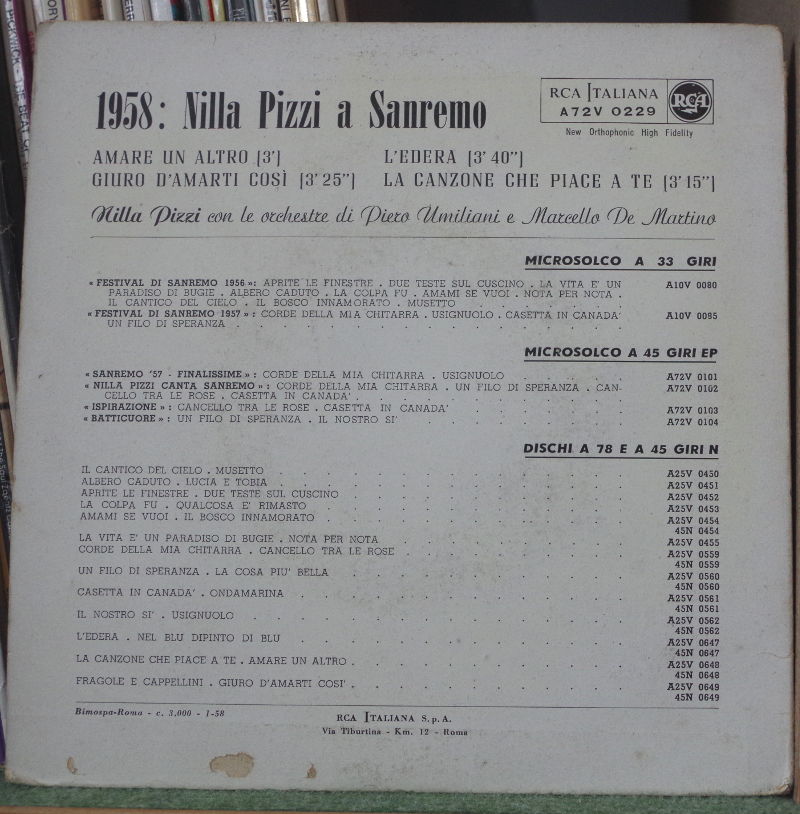 1958: Nilla Pizzi a Sanremo
RCA ITALIANA
A72V 0229
RCA
New Orthophonic High Fidelity
AMARE UN ALTRO [3'] L'EDERA [3'40"]
GIURO D'AMARTI COSÌ [3'25"] LA CANZONE CHE PIACE A TE [3'15"]
Nilla Pizzi con le orchestre di Piero Umiliani e Marcello De Martino
MICROSOLCO A 33 GIRI
« FESTIVAL DI SANREMO 1956 »: APRITE LE FINESTRE . DUE TESTE SUL CUSCINO . LA VITA E' UN A10V 0080
PARADISO DI BUGIE . ALBERO CADUTO . LA COLPA FU . AMAMI SE VUOI . NOTA PER NOTA .
IL CANTICO DEL CIELO . IL BOSCO INNAMORATO . MUSETTO
« FESTIVAL DI SANREMO 1957 »: CORDE DELLA MIA CHITARRA . USIGNUOLO . CASETTA IN CANADA' A10V 0095
UN FILO DI SPERANZA
MICROSOLCO A 45 GIRI EP
« SANREMO '57 - FINALISSIME » : CORDE DELLA MIA CHITARRA . USIGNUOLO A72V 0101
« NILLA PIZZI CANTA SANREMO » : CORDE DELLA MIA CHITARRA . UN FILO DI SPERANZA . CAN- A72V 0102
CELLO TRA LE ROSE . CASETTA IN CANADA'
« ISPIRAZIONE » : CANCELLO TRA LE ROSE . CASETTA IN CANADA' A72V 0103
« BATTICUORE » : UN FILO DI SPERANZA . IL NOSTRO SI' A72V 0104
DISCHI A 78 E A 45 GIRI N
IL CANTICO DEL CIELO . MUSETTO A25V 0450
ALBERO CADUTO . LUCIA E TOBIA A25V 0451
APRITE LE FINESTRE . DUE TESTE SUL CUSCINO A25V 0452
LA COLPA FU . QUALCOSA E' RIMASTO A25V 0453
AMAMI SE VUOI . IL BOSCO INNAMORATO A25V 0454
45N 0454
LA VITA E' UN PARADISO DI BUGIE . NOTA PER NOTA A25V 0455
CORDE DELLA MIA CHITARRA . CANCELLO TRA LE ROSE A25V 0559
45N 0559
UN FILO DI SPERANZA . LA COSA PIU' BELLA A25V 0560
45N 0560
CASETTA IN CANADA' . ONDAMARINA A25V 0561
45N 0561
IL NOSTRO SI' . USIGNUOLO A25V 0562
45N 0562
L'EDERA . NEL BLU DIPINTO DI BLU A25V 0647
45N 0647
LA CANZONE CHE PIACE A TE . AMARE UN ALTRO A25V 0648
45N 0648
FRAGOLE E CAPPELLINI . GIURO D'AMARTI COSI' A25V 0649
45N 0649
Bimospa-Roma - c. 3,000 - 1-58
RCA ITALIANA S.p.A.
Via Tiburtina - Km. 12 - Roma